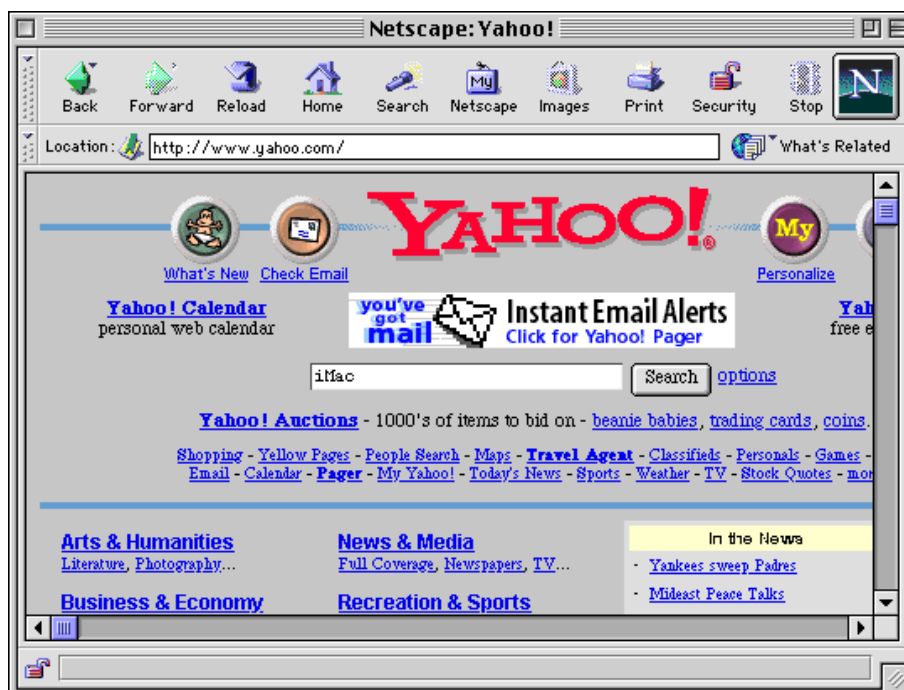 Netscape: Yahoo!
Back Forward Reload Home Search My Netscape Images Print Security Stop N
Location: http://www.yahoo.com/ What's Related
YAHOO!®
My
What's New Check Email Personalize
Yahoo! Calendar
personal web calendar
you've got mail
Instant Email Alerts
Click for Yahoo! Pager
Yah
free e
iMac Search options
Yahoo! Auctions - 1000's of items to bid on - beanie babies, trading cards, coins.
Shopping - Yellow Pages - People Search - Maps - Travel Agent - Classifieds - Personals - Games -
Email - Calendar - Pager - My Yahoo! - Today's News - Sports - Weather - TV - Stock Quotes - mor
Arts & Humanities
Literature, Photography...
Business & Economy
News & Media
Full Coverage, Newspapers, TV...
Recreation & Sports
In the News
- Yankees sweep Padres
- Mideast Peace Talks